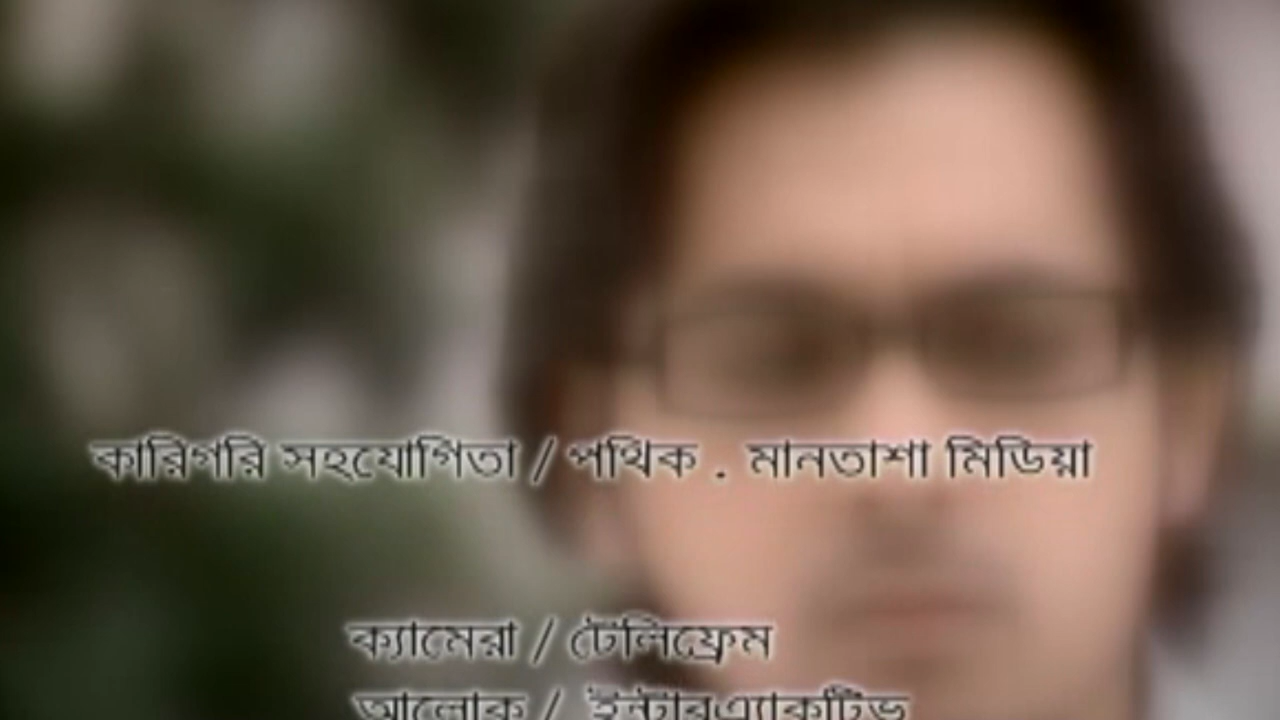 কারিগরি সহযোগিতা / পথিক . মানতাশা মিডিয়া
ক্যামেরা / টেলিফ্রেম
আলোক / ইন্টারএ্যাকটিভ